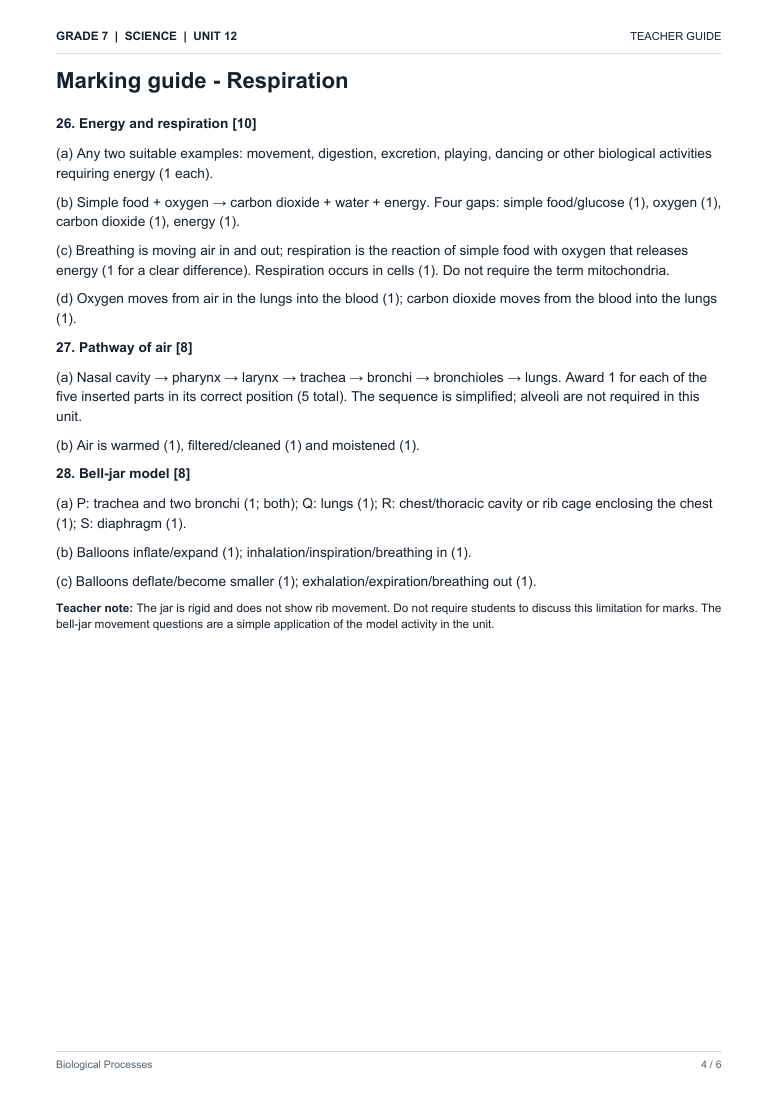 GRADE 7 | SCIENCE | UNIT 12
TEACHER GUIDE
Marking guide - Respiration
26. Energy and respiration [10]
(a) Any two suitable examples: movement, digestion, excretion, playing, dancing or other biological activities
requiring energy (1 each).
(b) Simple food + oxygen → carbon dioxide + water + energy. Four gaps: simple food/glucose (1), oxygen (1),
carbon dioxide (1), energy (1).
(c) Breathing is moving air in and out; respiration is the reaction of simple food with oxygen that releases
energy (1 for a clear difference). Respiration occurs in cells (1). Do not require the term mitochondria.
(d) Oxygen moves from air in the lungs into the blood (1); carbon dioxide moves from the blood into the lungs
(1).
27. Pathway of air [8]
(a) Nasal cavity → pharynx → larynx → trachea → bronchi → bronchioles → lungs. Award 1 for each of the
five inserted parts in its correct position (5 total). The sequence is simplified; alveoli are not required in this
unit.
(b) Air is warmed (1), filtered/cleaned (1) and moistened (1).
28. Bell-jar model [8]
(a) P: trachea and two bronchi (1; both); Q: lungs (1); R: chest/thoracic cavity or rib cage enclosing the chest
(1); S: diaphragm (1).
(b) Balloons inflate/expand (1); inhalation/inspiration/breathing in (1).
(c) Balloons deflate/become smaller (1); exhalation/expiration/breathing out (1).
Teacher note: The jar is rigid and does not show rib movement. Do not require students to discuss this limitation for marks. The
bell-jar movement questions are a simple application of the model activity in the unit.
Biological Processes
4 / 6